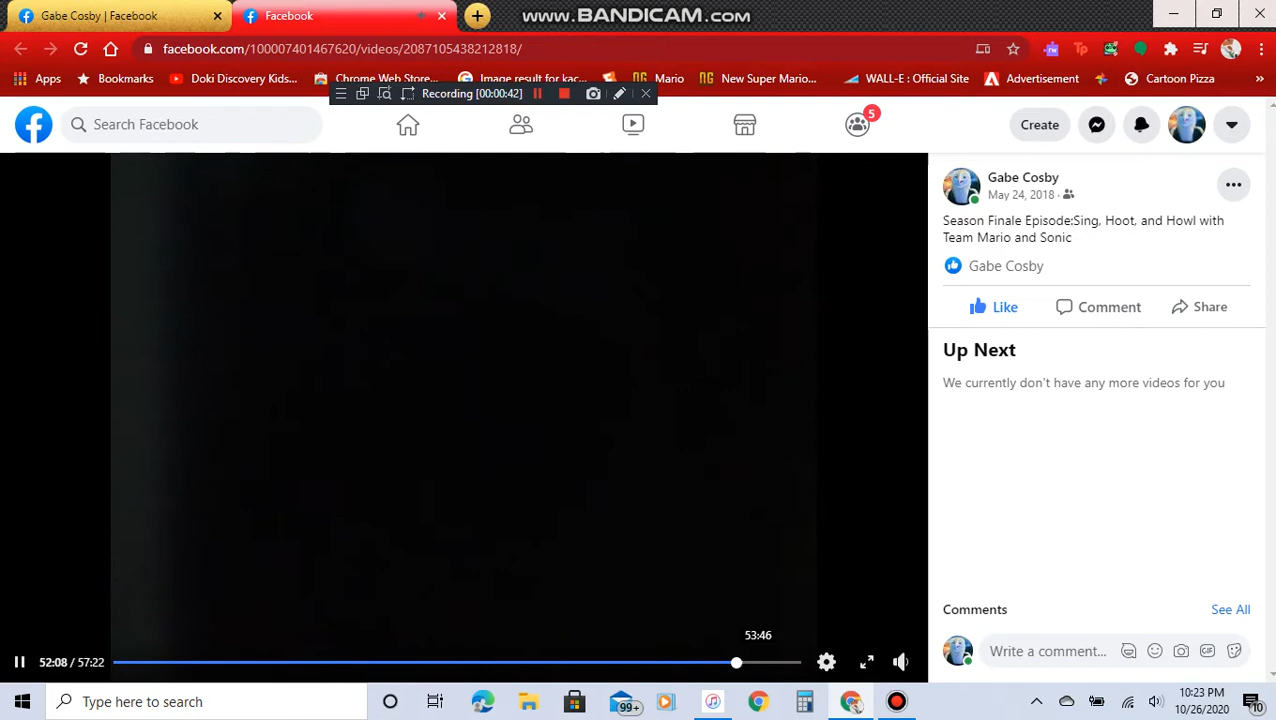 Gabe Cosby | Facebook
Facebook
www.BANDICAM.com
facebook.com/100007401467620/videos/2087105438212818/
Apps
Bookmarks
Doki Discovery Kids...
Chrome Web Store...
Image result for kac...
Mario
New Super Mario...
WALL•E : Official Site
Advertisement
Cartoon Pizza
»
Recording [00:00:42]
Search Facebook
5
Create
Gabe Cosby
May 24, 2018 ·
Season Finale Episode:Sing, Hoot, and Howl with
Team Mario and Sonic
Gabe Cosby
Like
Comment
Share
Up Next
We currently don't have any more videos for you
53:46
52:08 / 57:22
Comments
See All
Write a comment...
GIF
Type here to search
99+
10:23 PM
10/26/2020
10